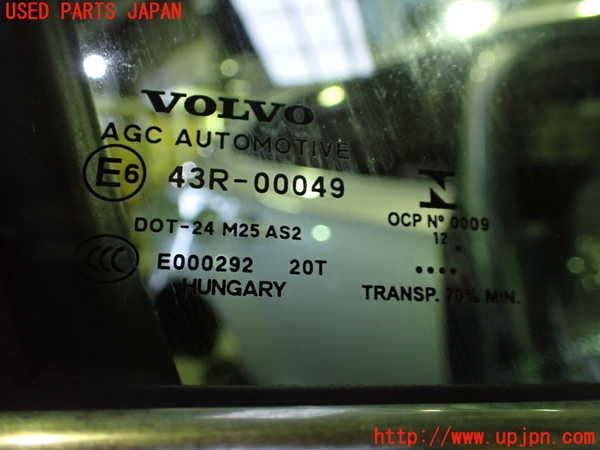 USED PARTS JAPAN
VOLVO
AGC AUTOMOTIVE
E6 43R-00049
DOT-24 M25 AS2
CCC E000292 20T
HUNGARY
N
OCP Nº 0009
12 .
....
TRANSP. 70% MIN.
http://www.upjpn.com